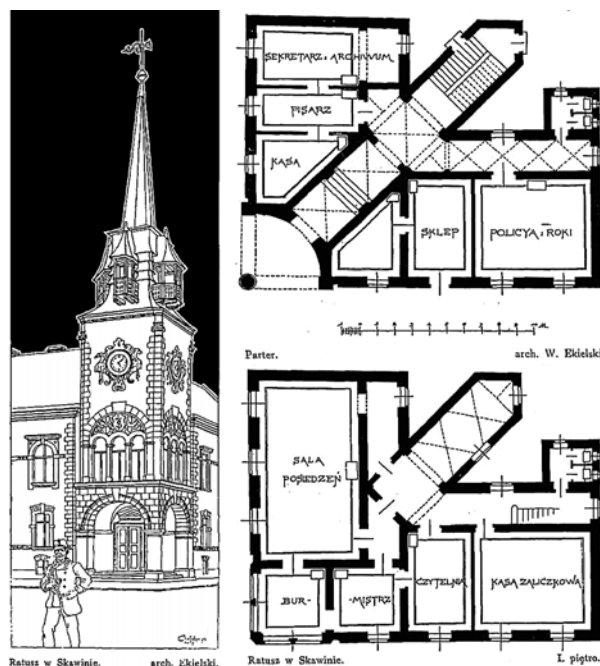 Ratusz w Skawinie. arch. Ekielski.
SEKRETARZ i ARCHIWUM
PISARZ
KASA
SKLEP
POLICYA i ROKI
Parter. arch. W. Ekielski
SALA
POSIEDZEŃ
BUR-
-MISTRZ
CZYTELNIA
KASA ZALICZKOWA
Ratusz w Skawinie. I. piętro.